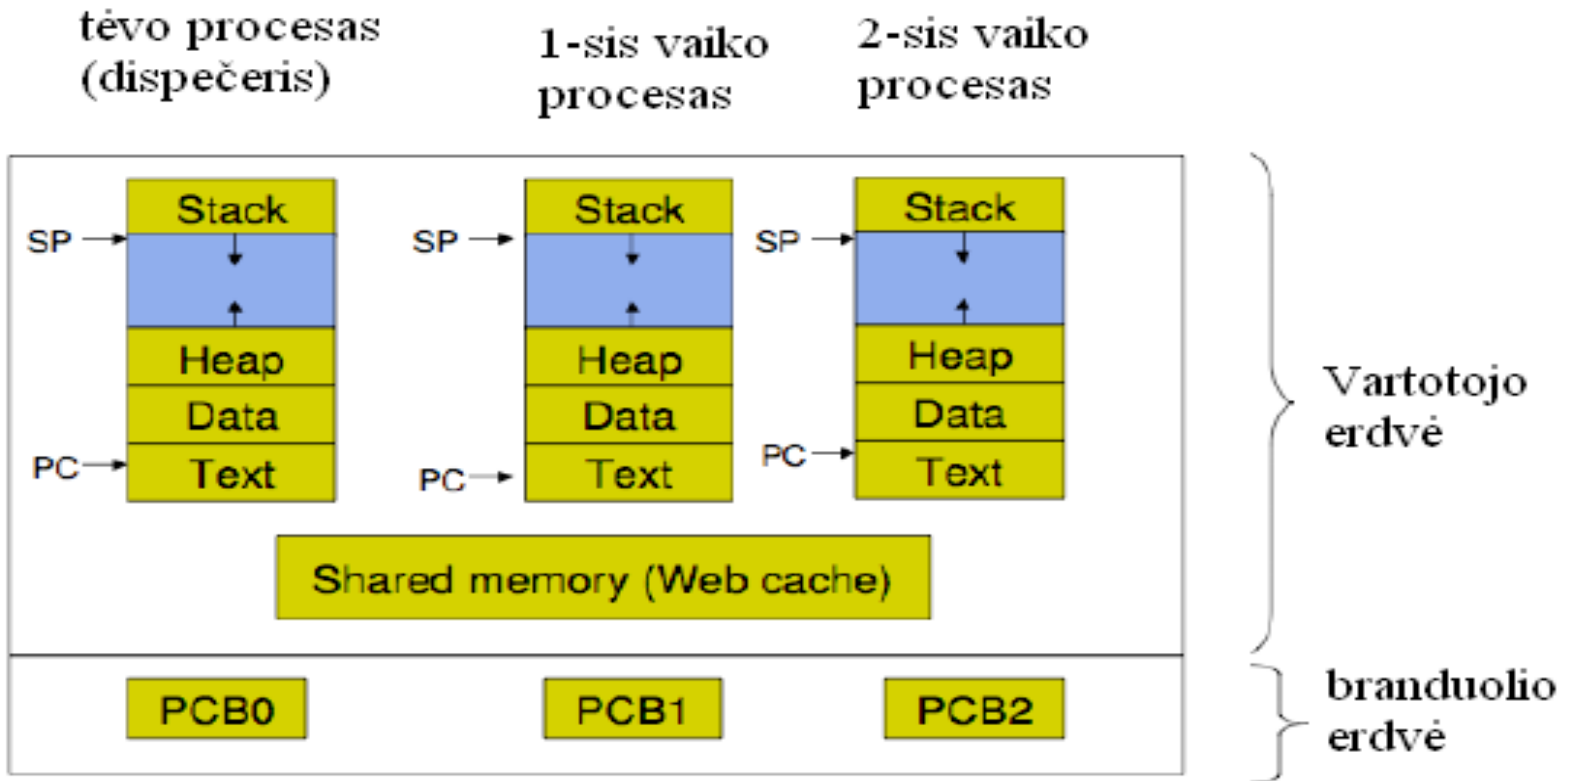 tėvo procesas
(dispečeris)
1-sis vaiko
procesas
2-sis vaiko
procesas
Stack
Stack
Stack
SP
SP
SP
Heap
Heap
Heap
Data
Data
Data
PC
Text
PC
Text
PC
Text
Shared memory (Web cache)
Vartotojo
erdvė
PCB0
PCB1
PCB2
branduolio
erdvė